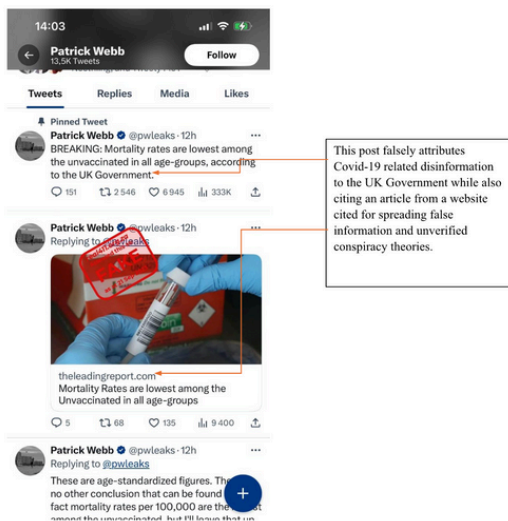 14:03
Patrick Webb
13,5K Tweets
Follow
Tweets Replies Media Likes
Pinned Tweet
Patrick Webb @pwleaks · 12h
BREAKING: Mortality rates are lowest among
the unvaccinated in all age-groups, according
to the UK Government.
151 2 546 6 945 333K
Patrick Webb @pwleaks · 12h
Replying to @pwleaks
FAKE
theleadingreport.com
Mortality Rates are lowest among the
Unvaccinated in all age-groups
5 68 135 9 400
Patrick Webb @pwleaks · 12h
Replying to @pwleaks
These are age-standardized figures.
no other conclusion that can be found
fact mortality rates per 100,000 are the
among the unvaccinated, but I'll leave that up
This post falsely attributes
Covid-19 related disinformation
to the UK Government while also
citing an article from a website
cited for spreading false
information and unverified
conspiracy theories.